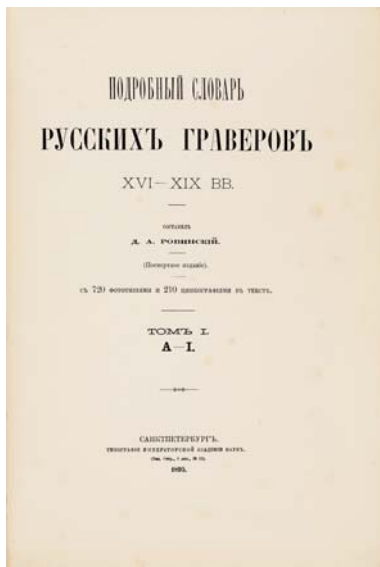 ПОДРОБНЫЙ СЛОВАРЬ
РУССКИХЪ ГРАВЕРОВЪ
XVI—XIX ВВ.
СОСТАВИЛЪ
Д. А. РОВИНСКІЙ.
(Посмертное изданіе).
съ 720 фототипіями и 210 цинкографіями въ текстѣ.
ТОМЪ I.
А—I.
САНКТПЕТЕРБУРГЪ.
ТИПОГРАФІЯ ИМПЕРАТОРСКОЙ АКАДЕМІИ НАУКЪ.
1895.